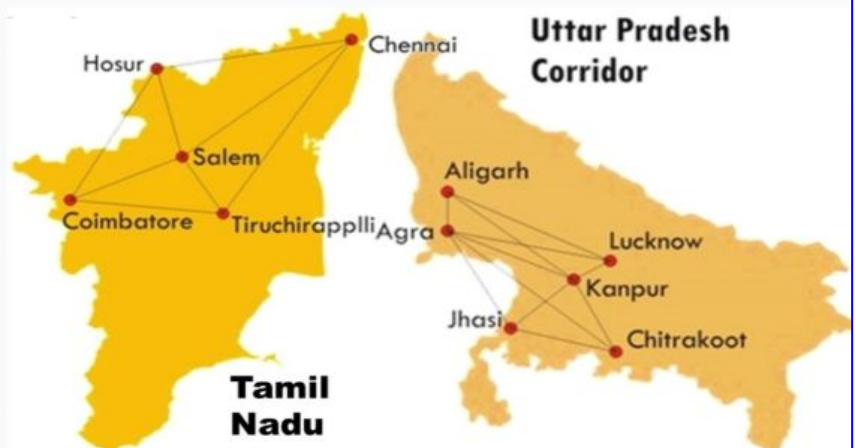 Chennai
Hosur
Salem
Coimbatore
Tiruchirapplli
Tamil
Nadu
Uttar Pradesh
Corridor
Aligarh
Agra
Lucknow
Kanpur
Jhasi
Chitrakoot